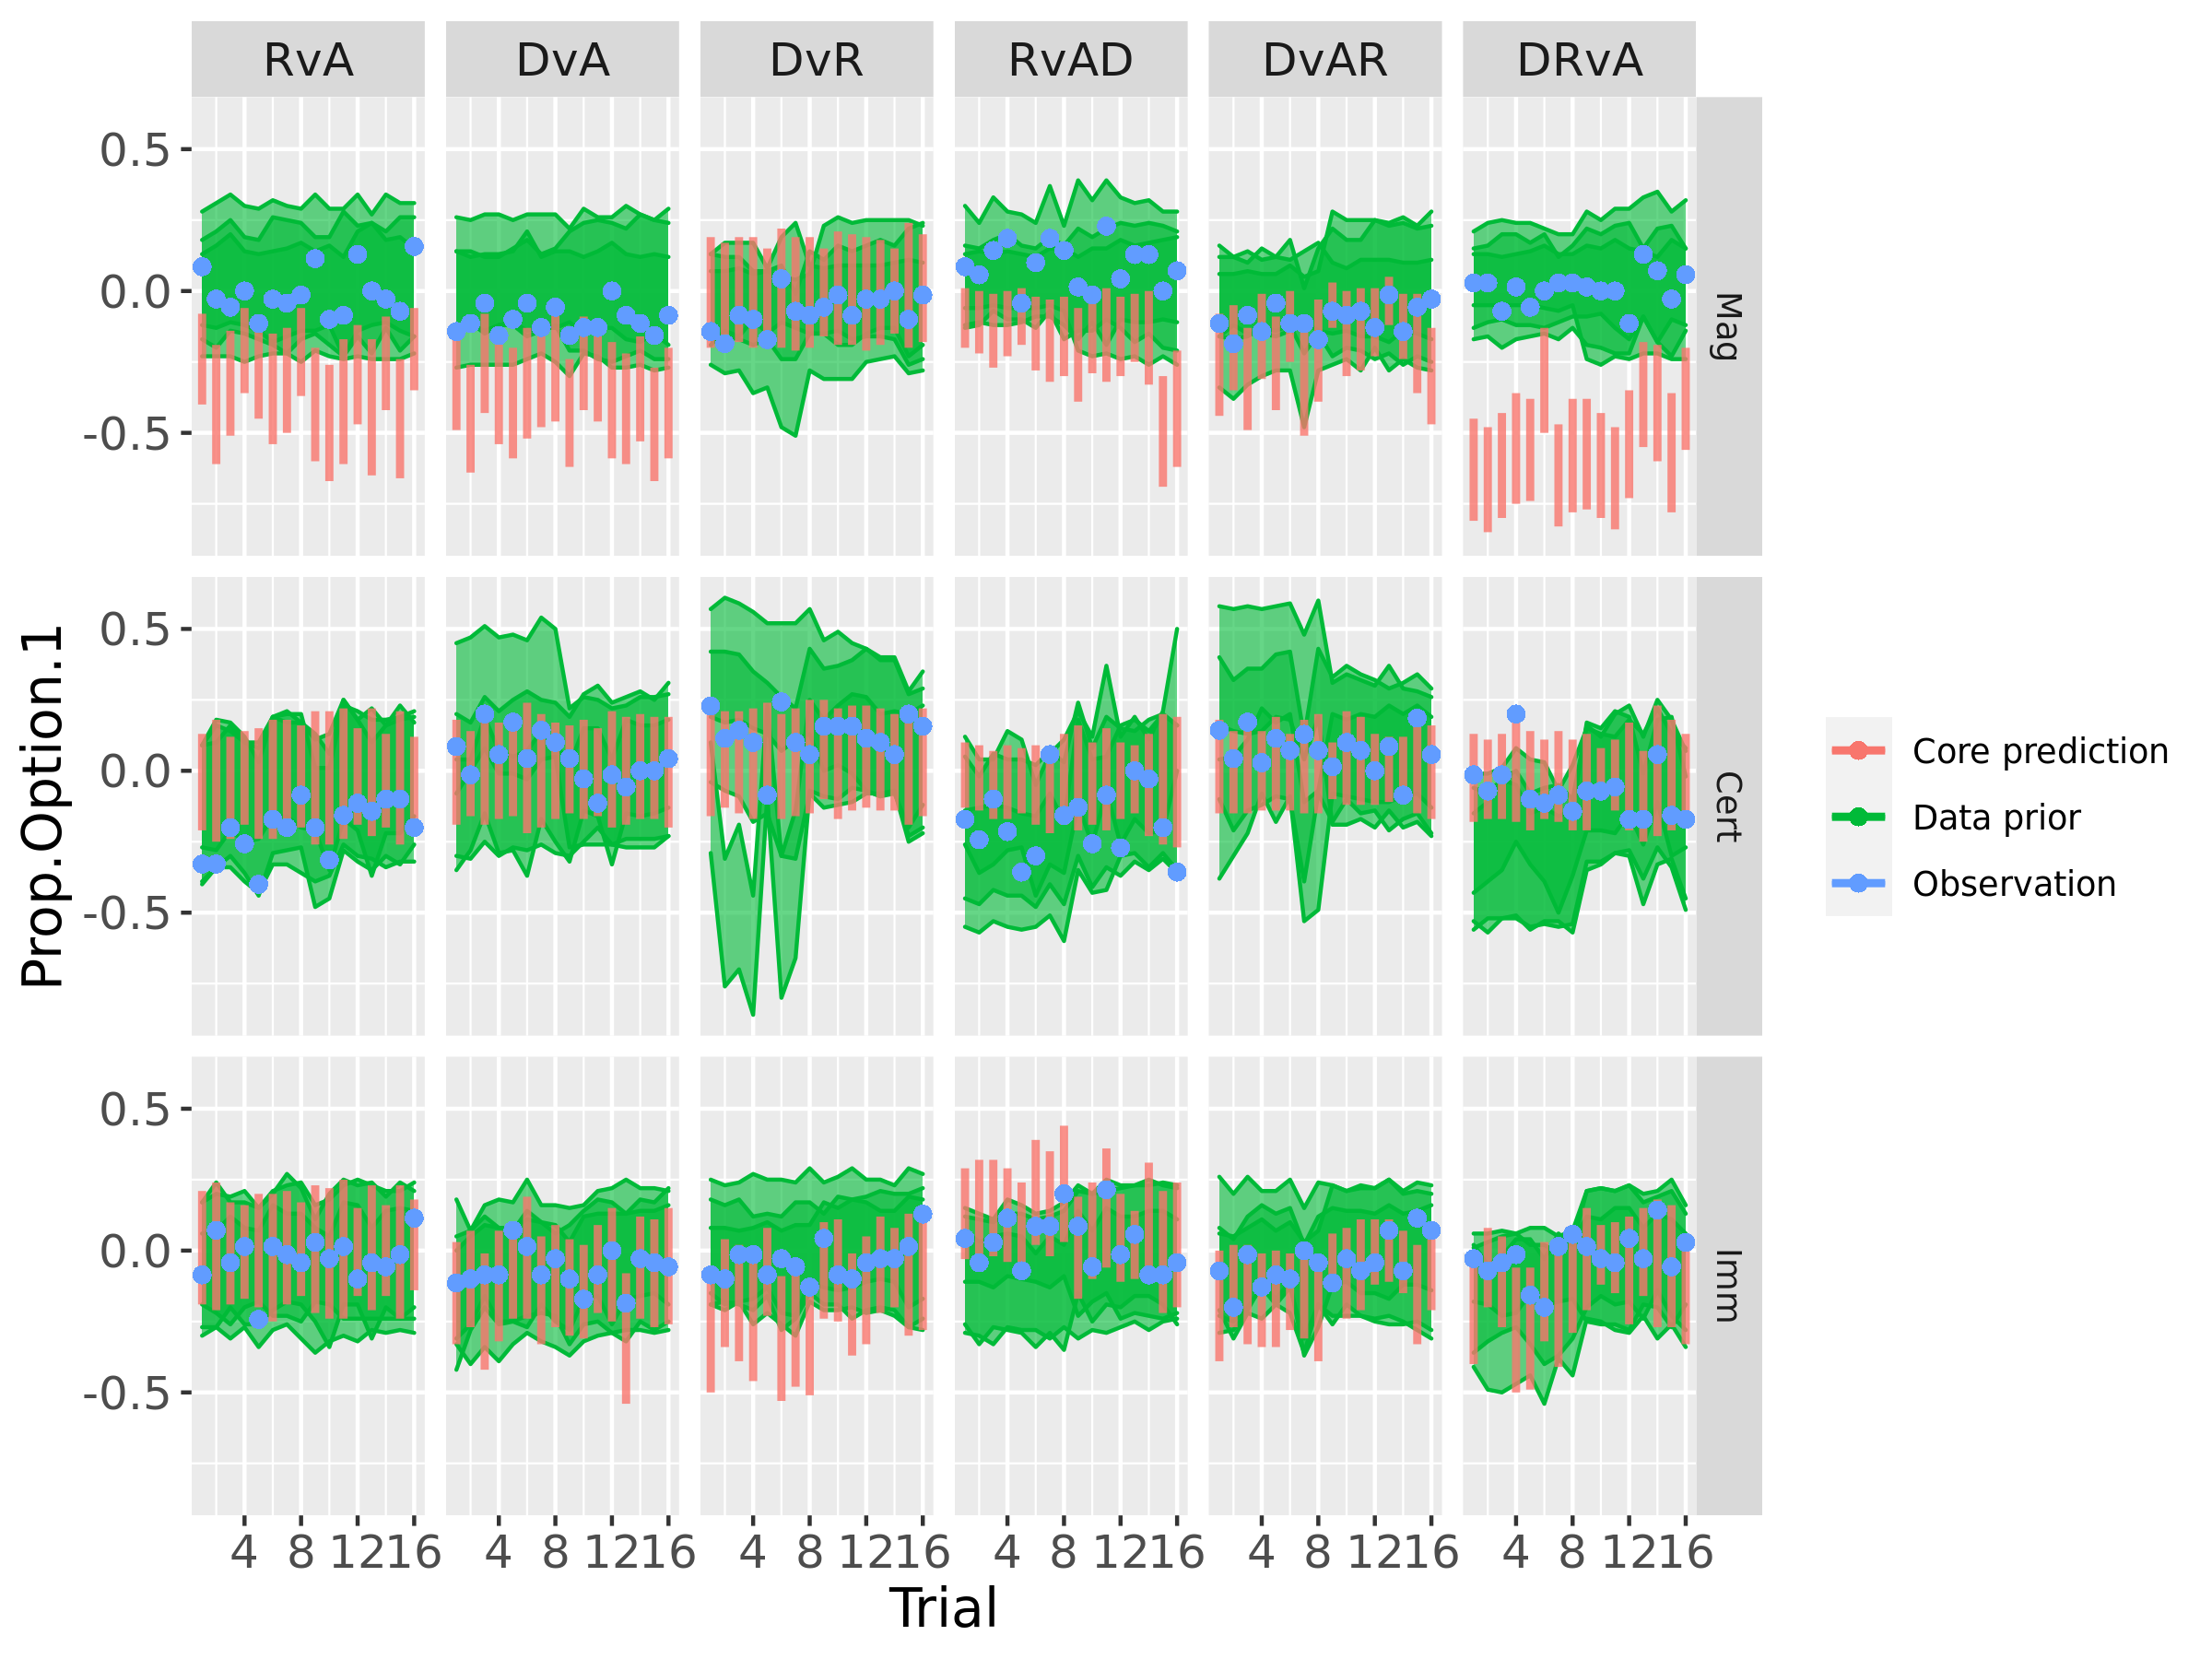 RvA DvA DvR RvAD DvAR DRvA
0.5
0.0
-0.5
Mag
0.5
0.0
-0.5
Cert
0.5
0.0
-0.5
Imm
Prop.Option.1
4 8 12 16 4 8 12 16 4 8 12 16 4 8 12 16 4 8 12 16 4 8 12 16
Trial
Core prediction
Data prior
Observation